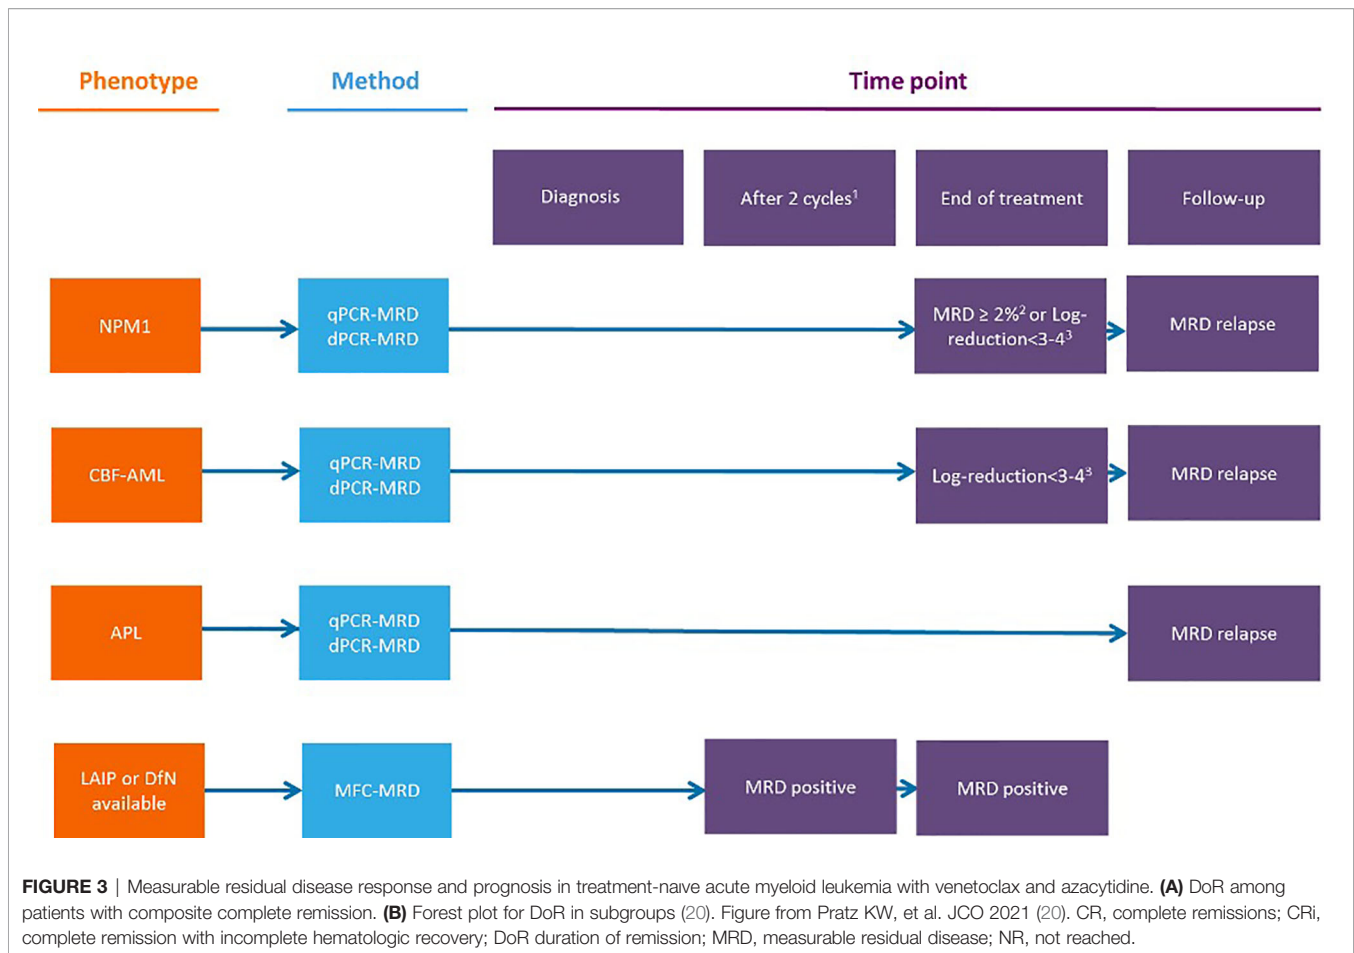 Phenotype
Method
Time point
Diagnosis
After 2 cycles¹
End of treatment
Follow-up
NPM1
qPCR-MRD
dPCR-MRD
MRD ≥ 2%² or Log-
reduction<3-4³
MRD relapse
CBF-AML
qPCR-MRD
dPCR-MRD
Log-reduction<3-4³
MRD relapse
APL
qPCR-MRD
dPCR-MRD
MRD relapse
LAIP or DfN
available
MFC-MRD
MRD positive
MRD positive
FIGURE 3 | Measurable residual disease response and prognosis in treatment-naıve acute myeloid leukemia with venetoclax and azacytidine. (A) DoR among
patients with composite complete remission. (B) Forest plot for DoR in subgroups (20). Figure from Pratz KW, et al. JCO 2021 (20). CR, complete remissions; CRi,
complete remission with incomplete hematologic recovery; DoR duration of remission; MRD, measurable residual disease; NR, not reached.